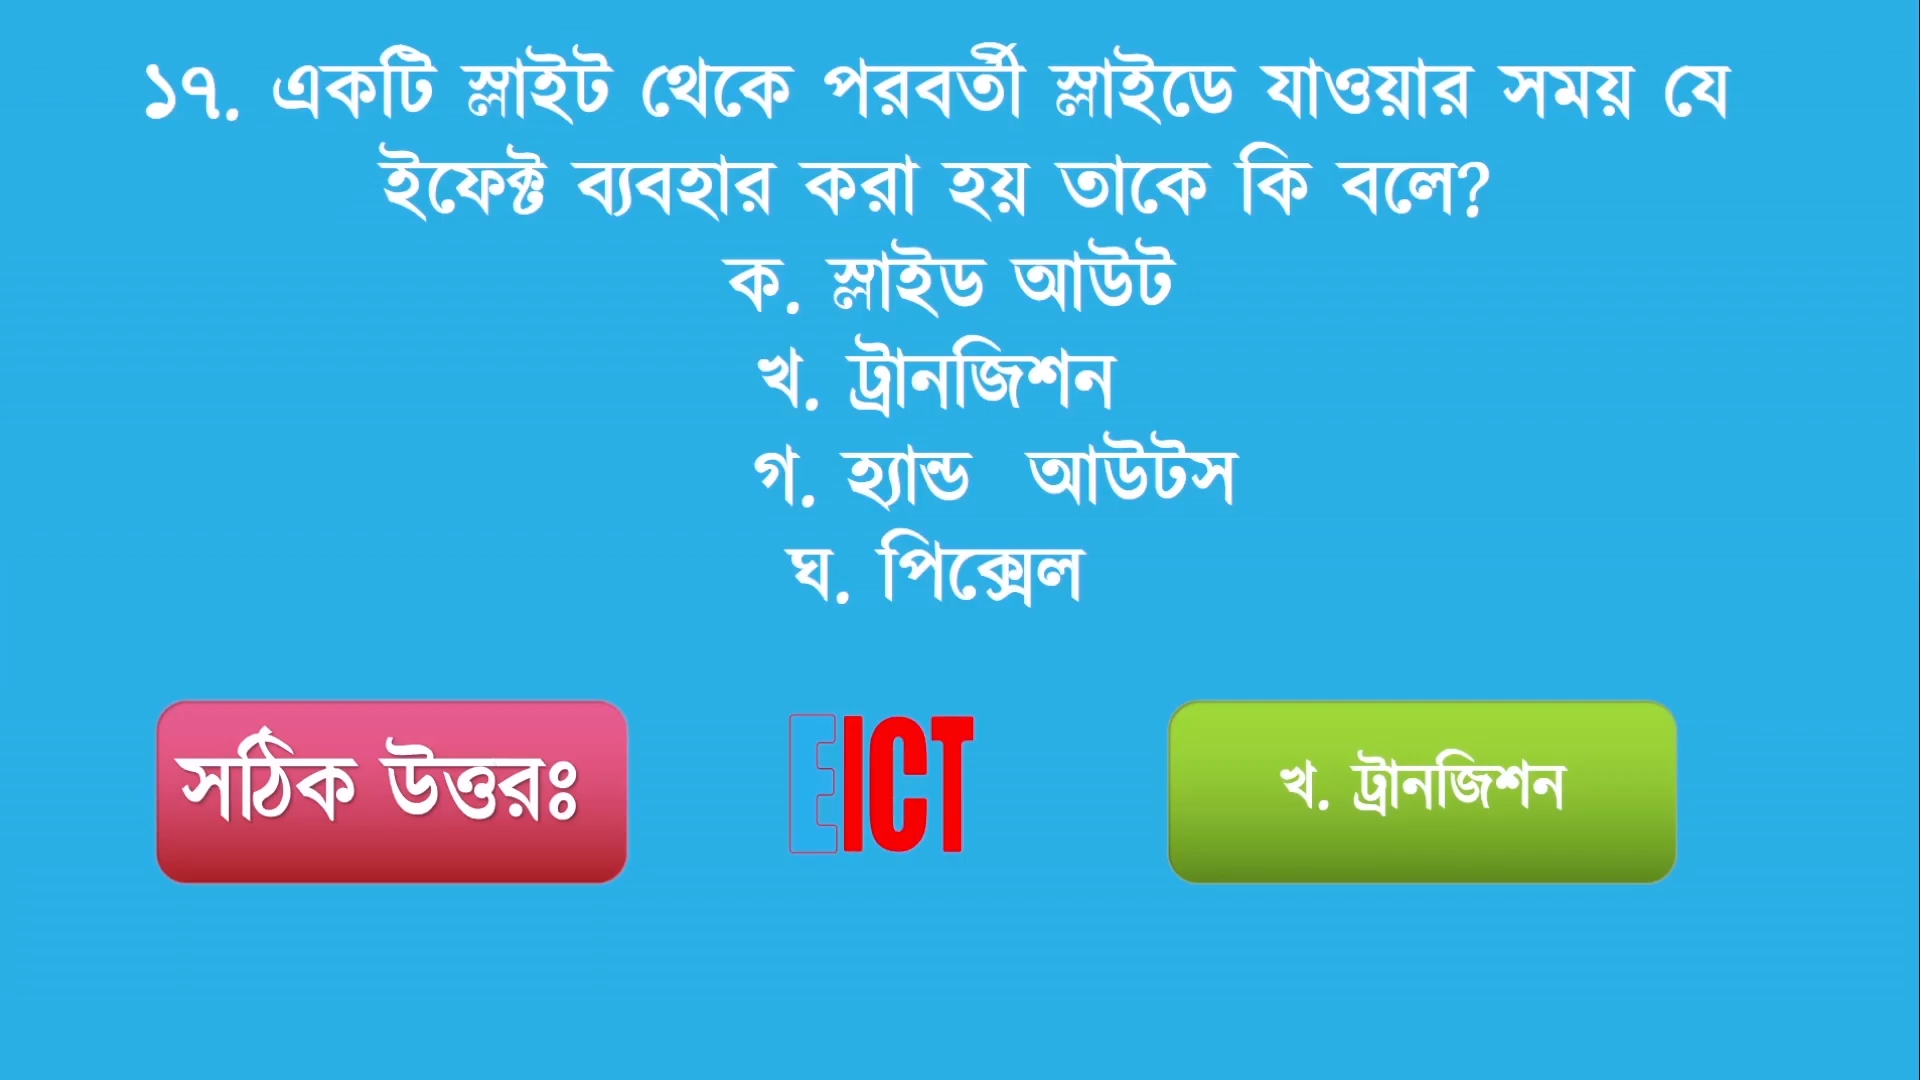 ১৭. একটি স্লাইট থেকে পরবর্তী স্লাইডে যাওয়ার সময় যে
ইফেক্ট ব্যবহার করা হয় তাকে কি বলে?
ক. স্লাইড আউট
খ. ট্রানজিশন
গ. হ্যান্ড আউটস
ঘ. পিক্সেল
সঠিক উত্তরঃ
EICT
খ. ট্রানজিশন